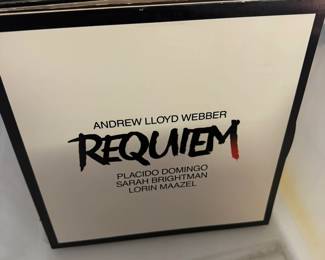 ANDREW LLOYD WEBBER
REQUIEM
PLACIDO DOMINGO
SARAH BRIGHTMAN
LORIN MAAZEL